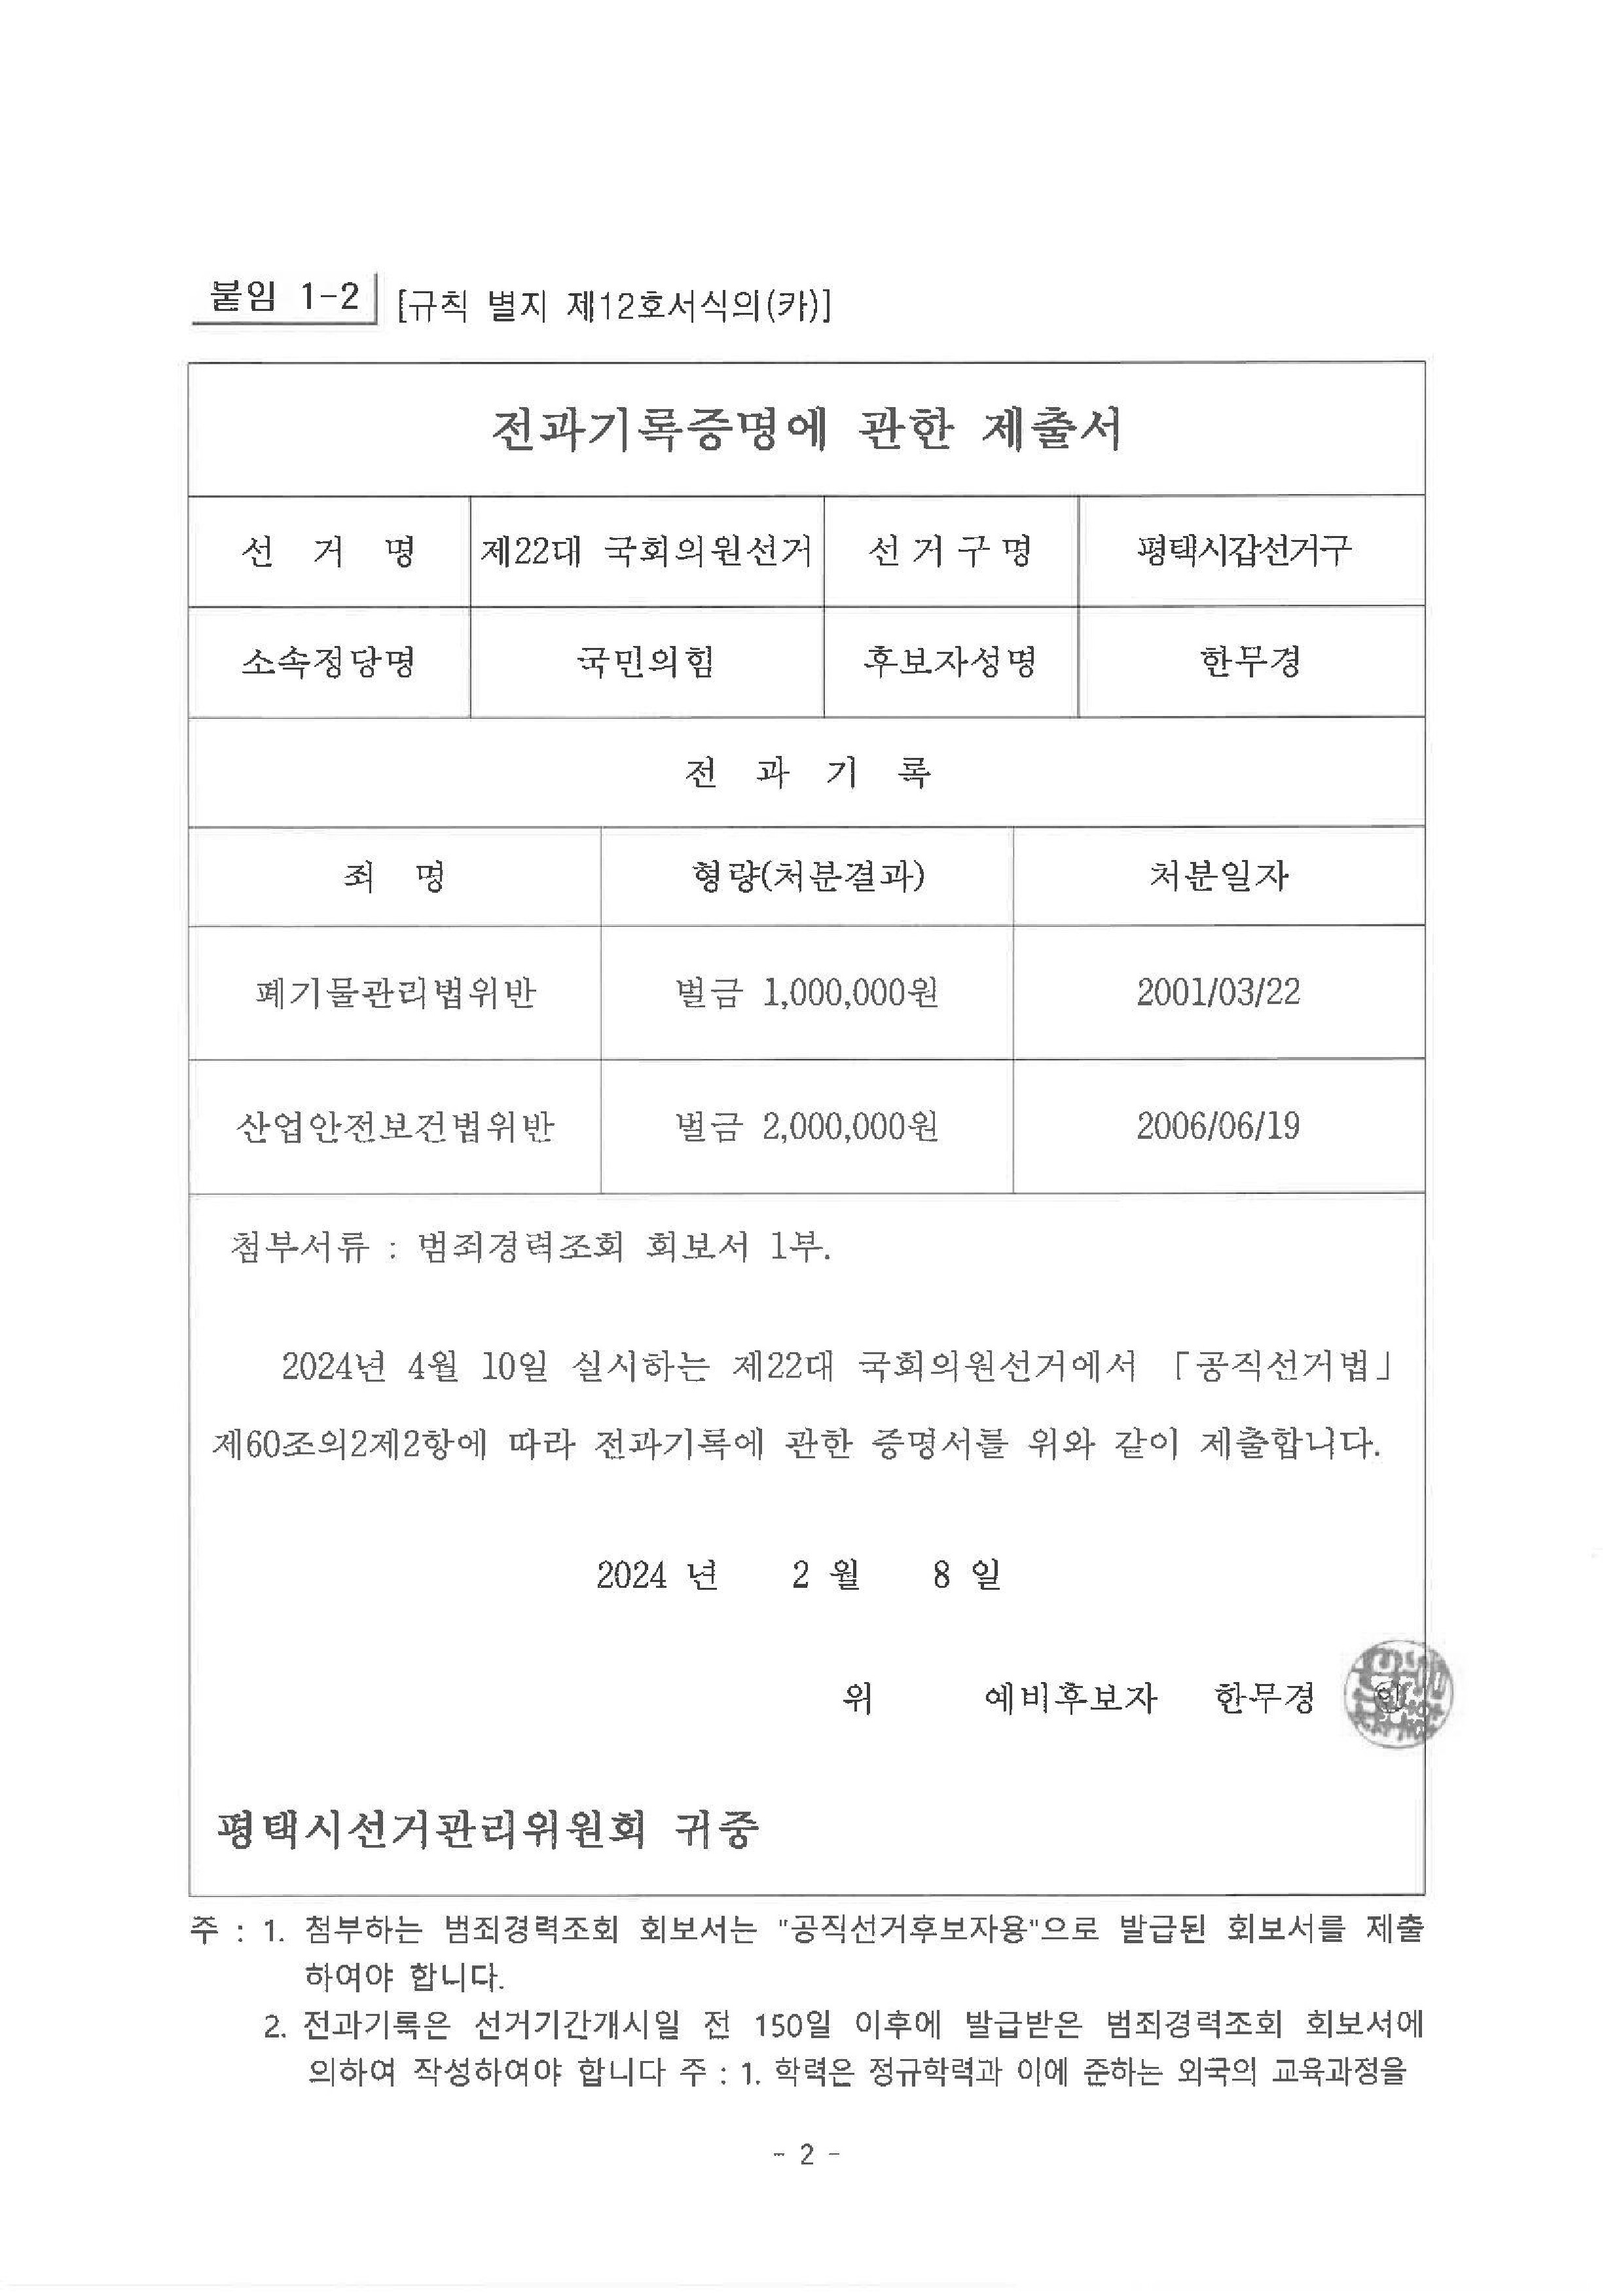 붙임 1-2 [규칙 별지 제12호서식의(카)]
전과기록증명에 관한 제출서
선 거 명 제22대 국회의원선거 선거구명 평택시갑선거구
소속정당명 국민의힘 후보자성명 한무경
전 과 기 록
죄 명 형량(처분결과) 처분일자
폐기물관리법위반 벌금 1,000,000원 2001/03/22
산업안전보건법위반 벌금 2,000,000원 2006/06/19
첨부서류 : 범죄경력조회 회보서 1부.
2024년 4월 10일 실시하는 제22대 국회의원선거에서 「공직선거법」
제60조의2제2항에 따라 전과기록에 관한 증명서를 위와 같이 제출합니다.
2024 년 2 월 8 일
위 예비후보자 한무경 인
평택시선거관리위원회 귀중
주 : 1. 첨부하는 범죄경력조회 회보서는 "공직선거후보자용"으로 발급된 회보서를 제출
하여야 합니다.
2. 전과기록은 선거기간개시일 전 150일 이후에 발급받은 범죄경력조회 회보서에
의하여 작성하여야 합니다 주 : 1. 학력은 정규학력과 이에 준하는 외국의 교육과정을
- 2 -